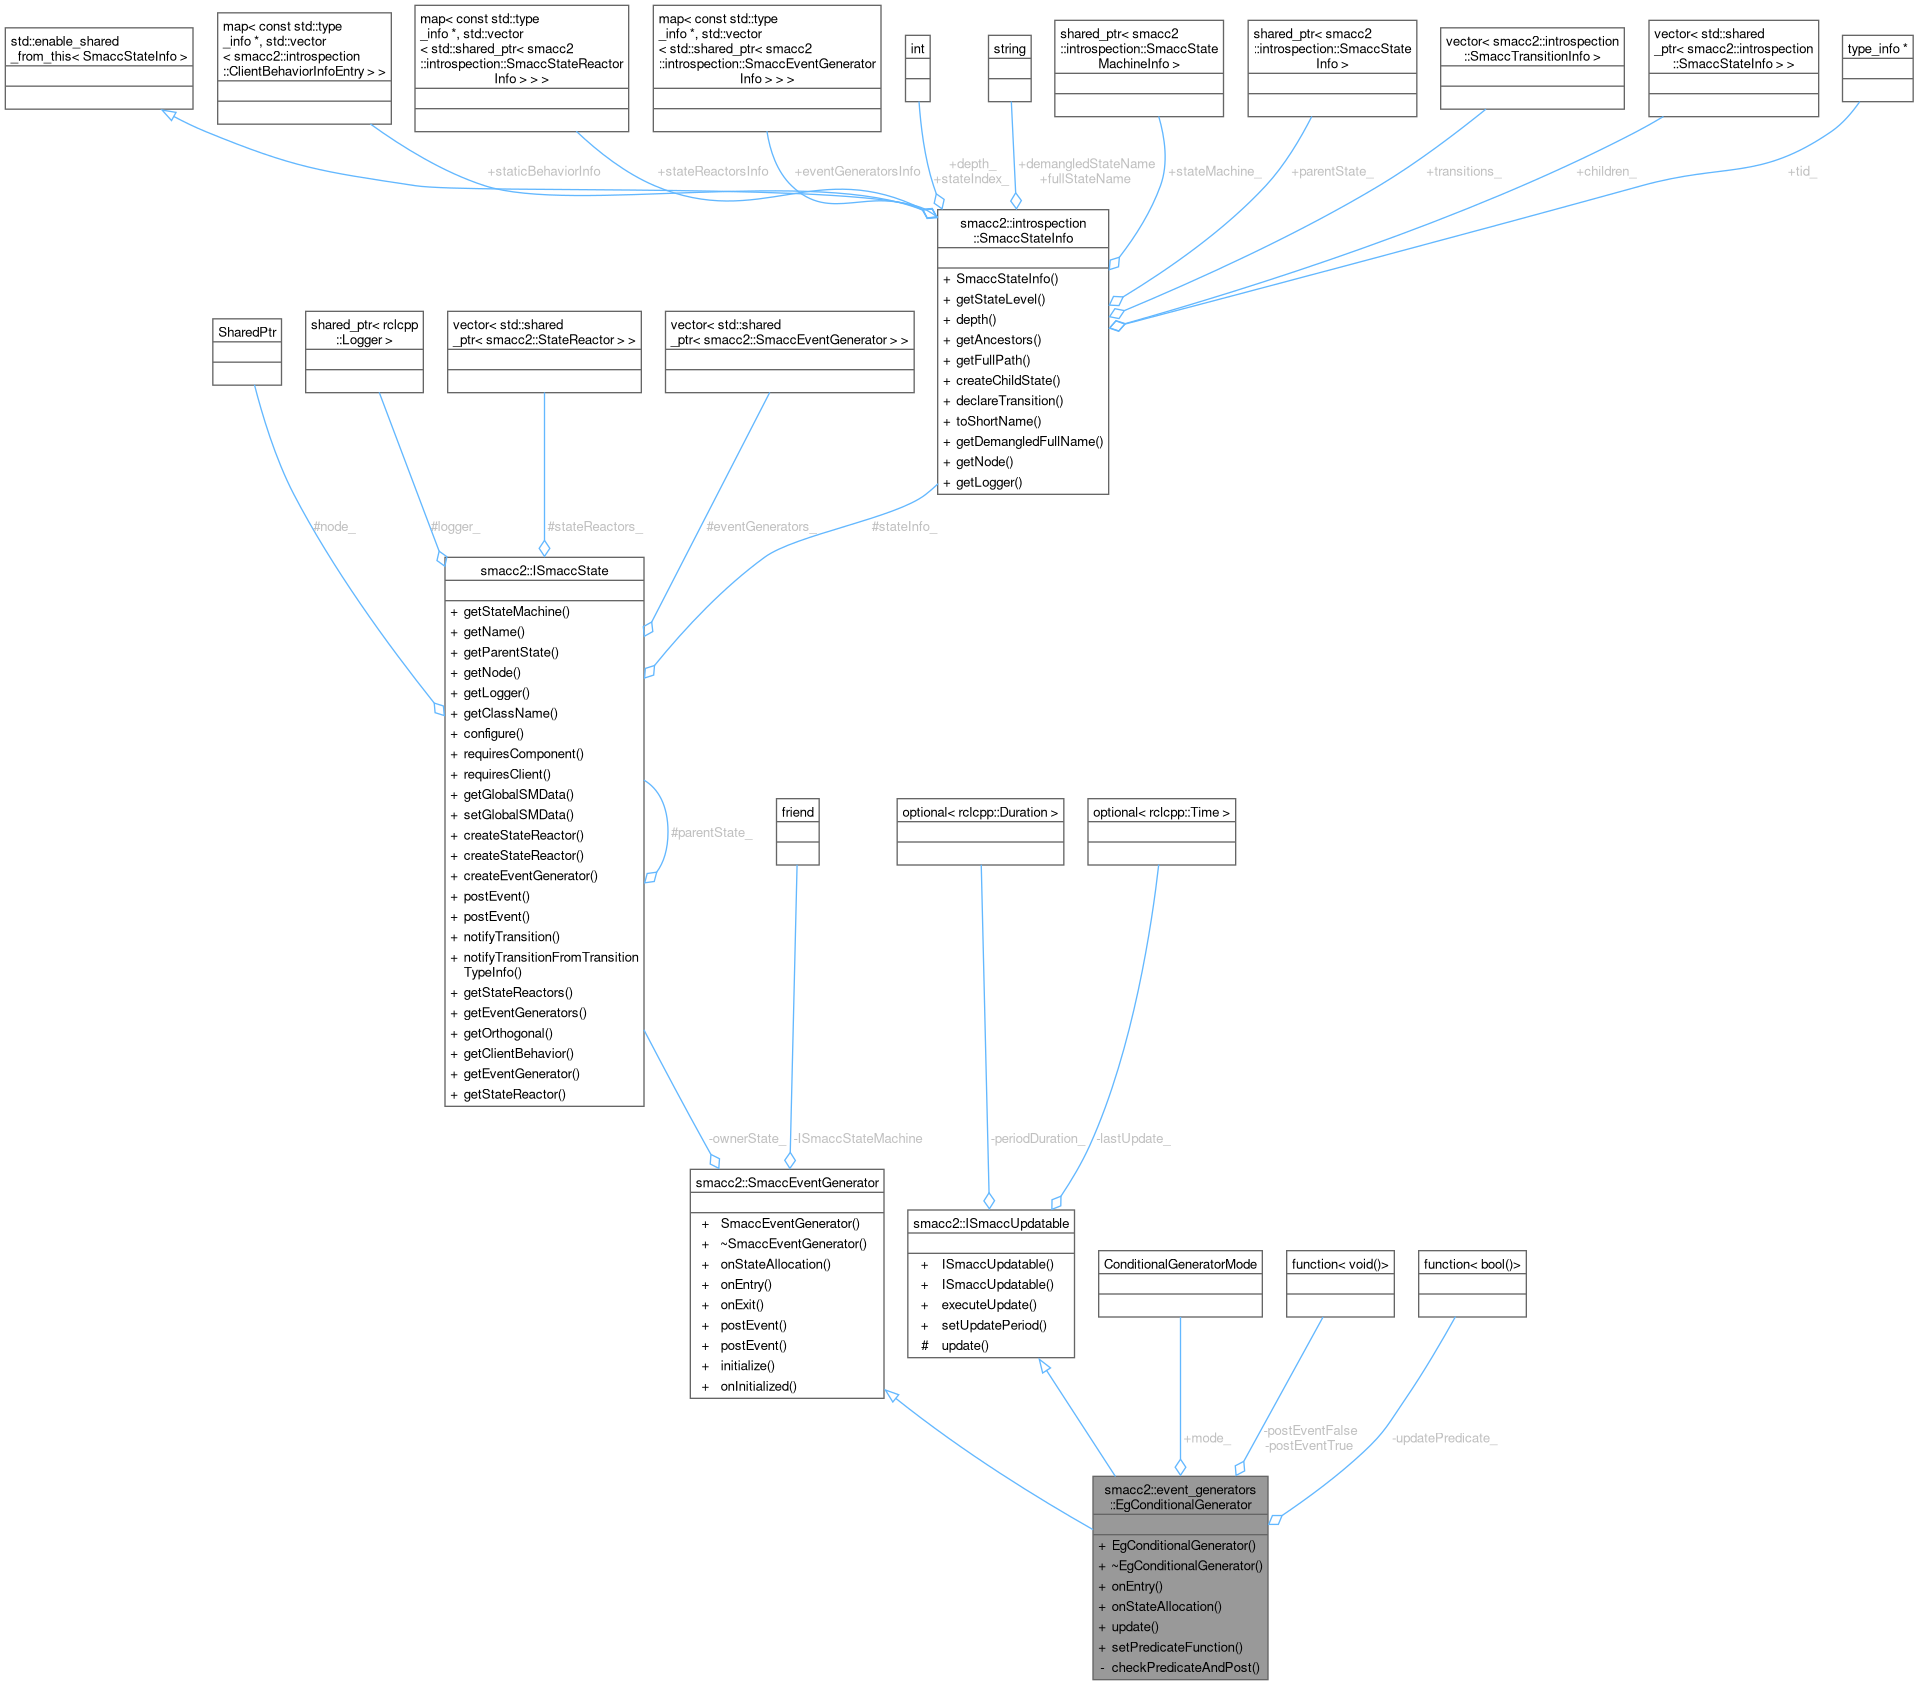 std::enable_shared
_from_this< SmaccStateInfo >
map< const std::type
_info *, std::vector
< smacc2::introspection
::ClientBehaviorInfoEntry > >
map< const std::type
_info *, std::vector
< std::shared_ptr< smacc2
::introspection::SmaccStateReactor
Info > > >
map< const std::type
_info *, std::vector
< std::shared_ptr< smacc2
::introspection::SmaccEventGenerator
Info > > >
int
string
shared_ptr< smacc2
::introspection::SmaccState
MachineInfo >
shared_ptr< smacc2
::introspection::SmaccState
Info >
vector< smacc2::introspection
::SmaccTransitionInfo >
vector< std::shared
_ptr< smacc2::introspection
::SmaccStateInfo > >
type_info *
+staticBehaviorInfo
+stateReactorsInfo
+eventGeneratorsInfo
+depth_
+stateIndex_
+demangledStateName
+fullStateName
+stateMachine_
+parentState_
+transitions_
+children_
+tid_
smacc2::introspection
::SmaccStateInfo
+ SmaccStateInfo()
+ getStateLevel()
+ depth()
+ getAncestors()
+ getFullPath()
+ createChildState()
+ declareTransition()
+ toShortName()
+ getDemangledFullName()
+ getNode()
+ getLogger()
SharedPtr
shared_ptr< rclcpp
::Logger >
vector< std::shared
_ptr< smacc2::StateReactor > >
vector< std::shared
_ptr< smacc2::SmaccEventGenerator > >
#node_
#logger_
#stateReactors_
#eventGenerators_
#stateInfo_
smacc2::ISmaccState
+ getStateMachine()
+ getName()
+ getParentState()
+ getNode()
+ getLogger()
+ getClassName()
+ configure()
+ requiresComponent()
+ requiresClient()
+ getGlobalSMData()
+ setGlobalSMData()
+ createStateReactor()
+ createStateReactor()
+ createEventGenerator()
+ postEvent()
+ postEvent()
+ notifyTransition()
+ notifyTransitionFromTransition
TypeInfo()
+ getStateReactors()
+ getEventGenerators()
+ getOrthogonal()
+ getClientBehavior()
+ getEventGenerator()
+ getStateReactor()
#parentState_
friend
optional< rclcpp::Duration >
optional< rclcpp::Time >
-ownerState_
-ISmaccStateMachine
-periodDuration_
-lastUpdate_
smacc2::SmaccEventGenerator
+ SmaccEventGenerator()
+ ~SmaccEventGenerator()
+ onStateAllocation()
+ onEntry()
+ onExit()
+ postEvent()
+ postEvent()
+ initialize()
+ onInitialized()
smacc2::ISmaccUpdatable
+ ISmaccUpdatable()
+ ISmaccUpdatable()
+ executeUpdate()
+ setUpdatePeriod()
# update()
ConditionalGeneratorMode
function< void()>
function< bool()>
+mode_
-postEventFalse
-postEventTrue
-updatePredicate_
smacc2::event_generators
::EgConditionalGenerator
+ EgConditionalGenerator()
+ ~EgConditionalGenerator()
+ onEntry()
+ onStateAllocation()
+ update()
+ setPredicateFunction()
- checkPredicateAndPost()